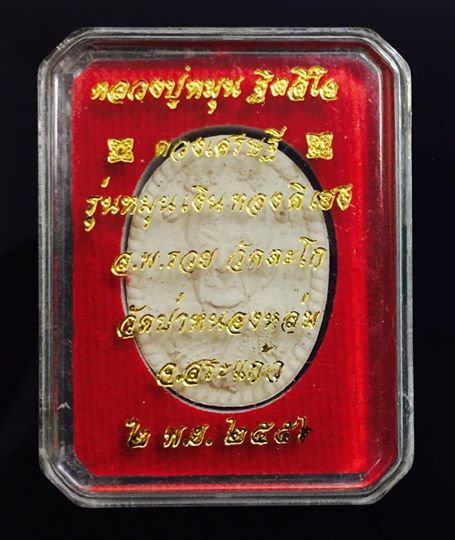 หลวงปู่หมุน ฐิตสีโล
ดวงเศรษฐี
รุ่นหมุนเงินทองดีเฮง
ล.พ.รวย วัดตะโก
วัดป่าหนองหล่ม
จ.สระแก้ว
๒ พ.ย. ๒๕๕๖